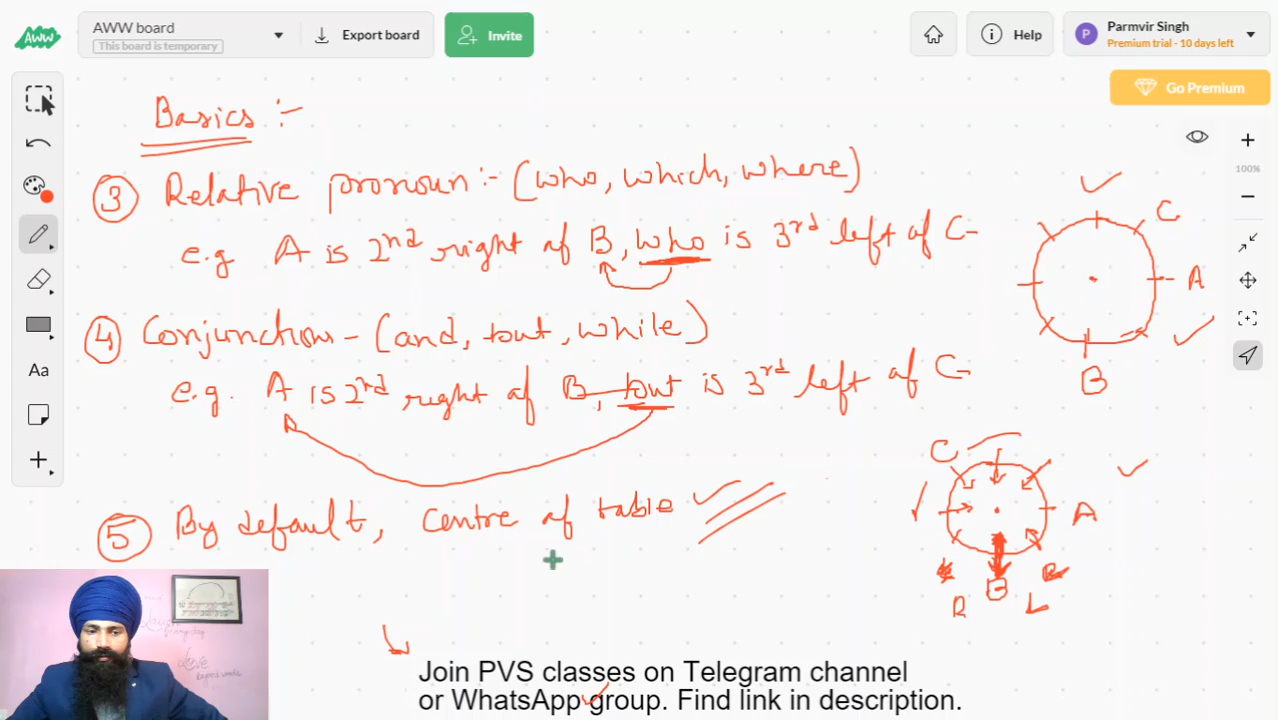 AWW
AWW board
This board is temporary
Export board
Invite
Help
P
Parmvir Singh
Premium trial - 10 days left
Go Premium
100%
Aa
Basics :-
③ Relative pronoun :- (who, which, where)
e.g A is 2nd right of B, who is 3rd left of C
④ Conjunction - (and, but, while)
e.g. A is 2nd right of B, but is 3rd left of C
⑤ By default, Centre of table
C
A
B
C
A
B
R
L
Join PVS classes on Telegram channel
or WhatsApp group. Find link in description.